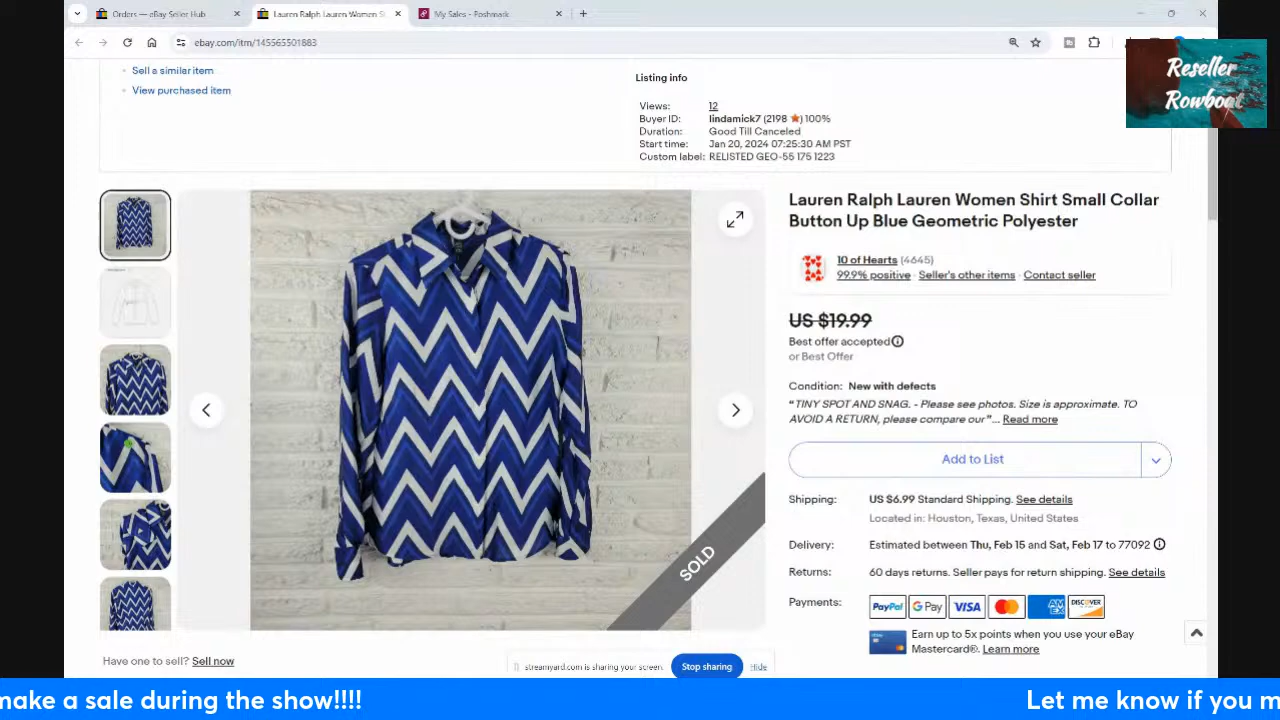 Orders — eBay Seller Hub
Lauren Ralph Lauren Women S
My Sales - Poshmark
ebay.com/itm/145565501883
Reseller
Rowboat
Sell a similar item
View purchased item
Listing info
Views: 12
Buyer ID: lindamick7 (2198 ★) 100%
Duration: Good Till Canceled
Start time: Jan 20, 2024 07:25:30 AM PST
Custom label: RELISTED GEO-55 175 1223
Lauren Ralph Lauren Women Shirt Small Collar
Button Up Blue Geometric Polyester
10 of Hearts (4645)
99.9% positive · Seller's other items · Contact seller
US $19.99
Best offer accepted
or Best Offer
Condition: New with defects
“TINY SPOT AND SNAG. - Please see photos. Size is approximate. TO
AVOID A RETURN, please compare our”... Read more
Add to List
Shipping: US $6.99 Standard Shipping. See details
Located in: Houston, Texas, United States
Delivery: Estimated between Thu, Feb 15 and Sat, Feb 17 to 77092
Returns: 60 days returns. Seller pays for return shipping. See details
Payments: PayPal G Pay VISA AM EX DISCOVER
Earn up to 5x points when you use your eBay
Mastercard®. Learn more
SOLD
Have one to sell? Sell now
streamyard.com is sharing your screen. Stop sharing Hide
make a sale during the show!!!! Let me know if you m